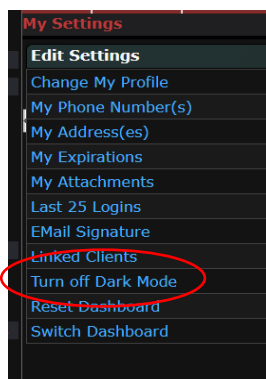 My Settings
Edit Settings
Change My Profile
My Phone Number(s)
My Address(es)
My Expirations
My Attachments
Last 25 Logins
EMail Signature
Linked Clients
Turn off Dark Mode
Reset Dashboard
Switch Dashboard